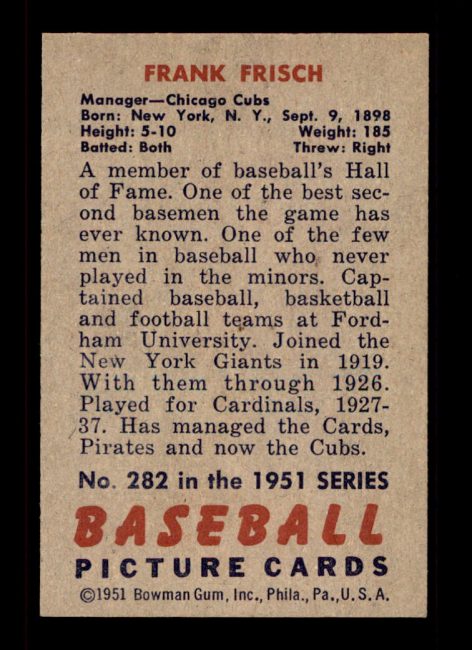 FRANK FRISCH
Manager—Chicago Cubs
Born: New York, N. Y., Sept. 9, 1898
Height: 5-10 Weight: 185
Batted: Both Threw: Right
A member of baseball's Hall
of Fame. One of the best sec-
ond basemen the game has
ever known. One of the few
men in baseball who never
played in the minors. Cap-
tained baseball, basketball
and football teams at Ford-
ham University. Joined the
New York Giants in 1919.
With them through 1926.
Played for Cardinals, 1927-
37. Has managed the Cards,
Pirates and now the Cubs.
No. 282 in the 1951 SERIES
BASEBALL
PICTURE CARDS
©1951 Bowman Gum, Inc., Phila., Pa., U.S.A.